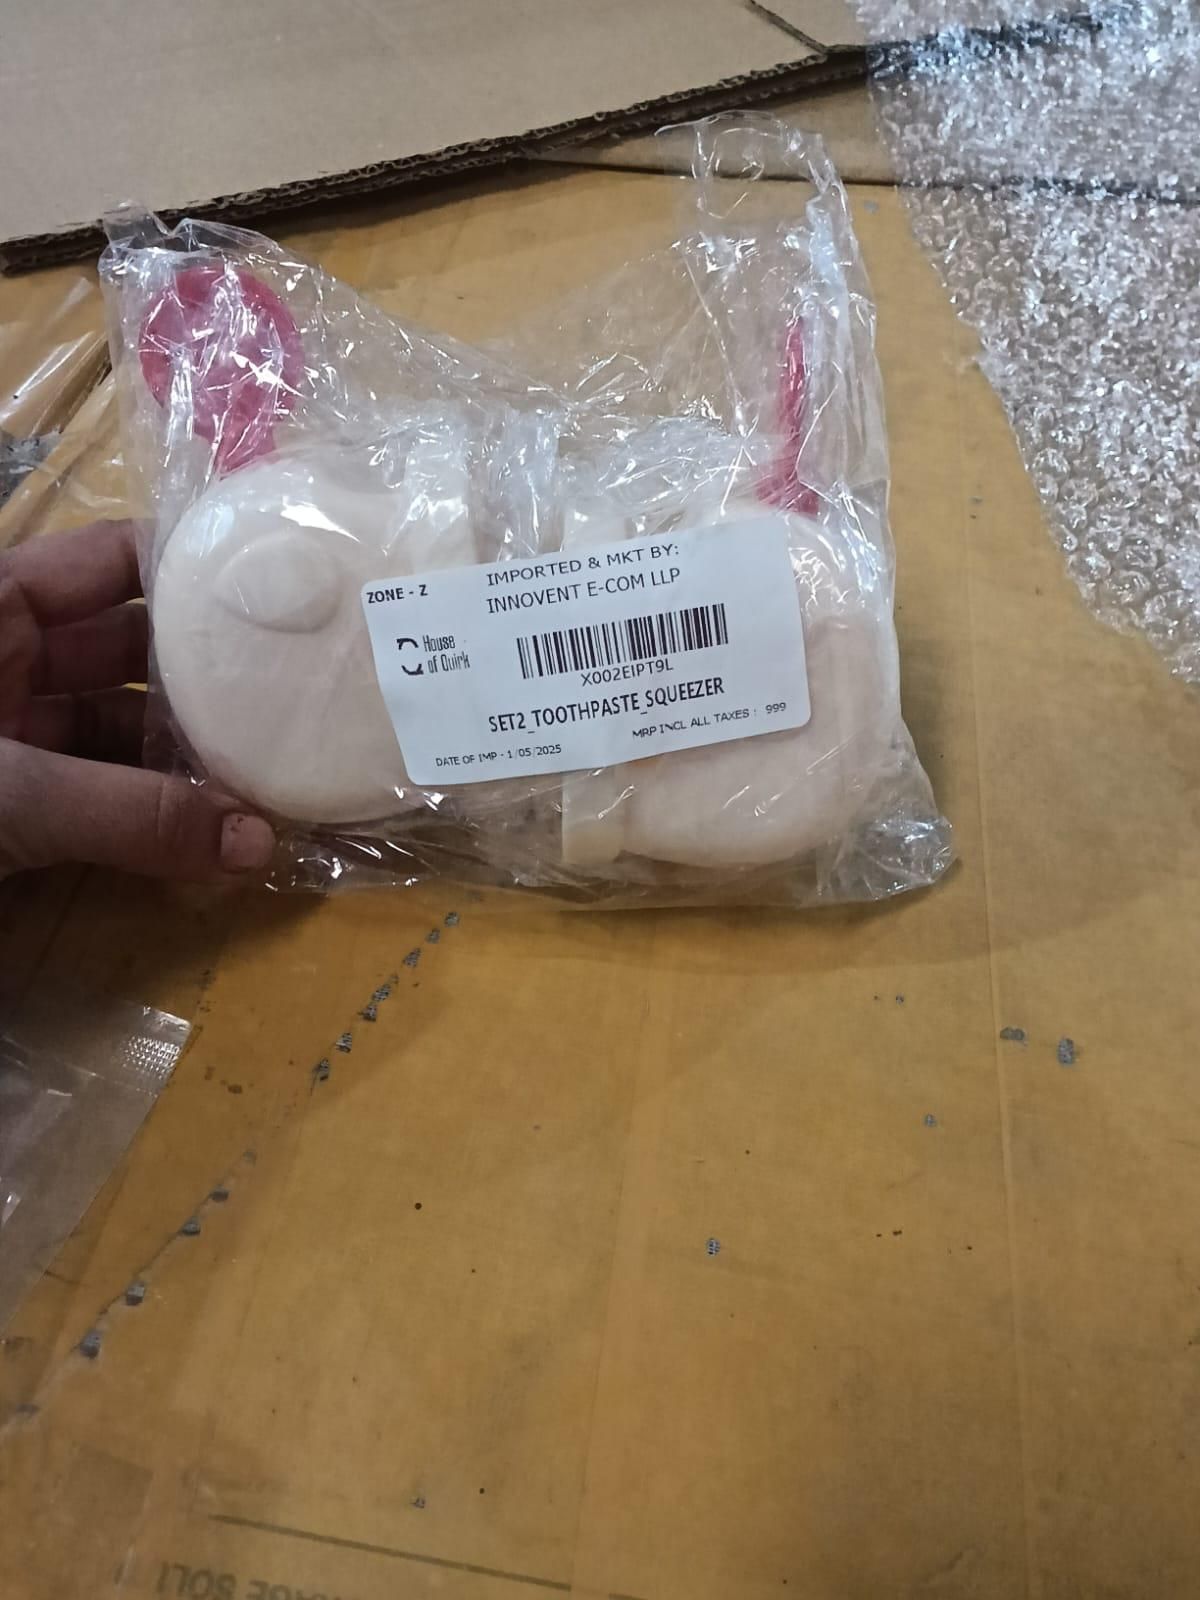 IMPORTED & MKT BY:
ZONE - Z
INNOVENT E-COM LLP
House
of Quirk
X002EIPT9L
SET2_TOOTHPASTE_SQUEEZER
MRP INCL ALL TAXES : 999
DATE OF IMP - 1/05/2025